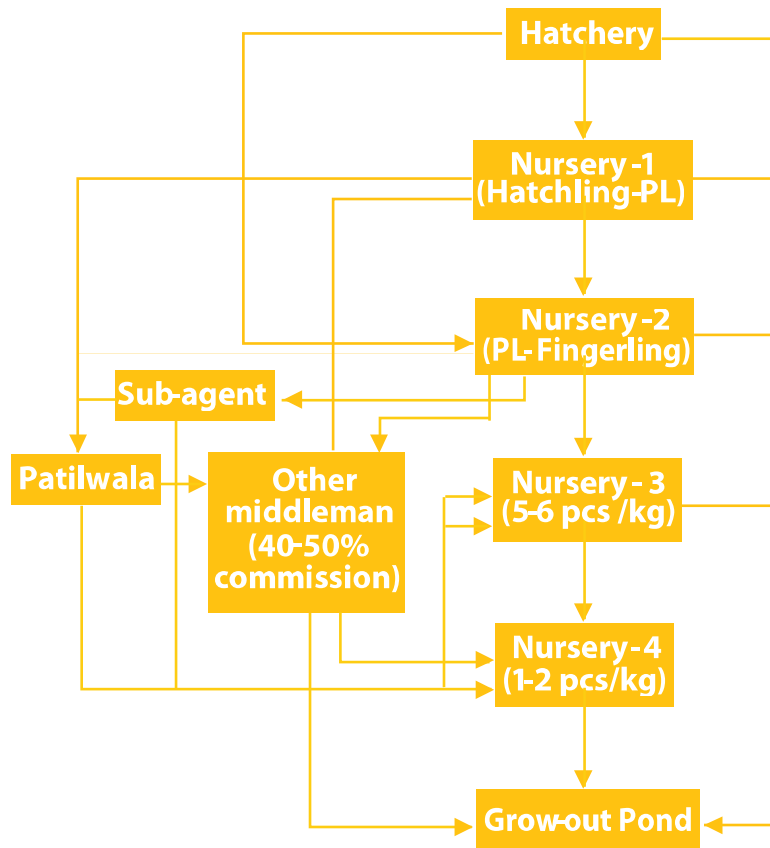 Hatchery
Nursery-1
(Hatchling-PL)
Nursery-2
(PL-Fingerling)
Sub-agent
Patilwala
Other
middleman
(40-50%
commission)
Nursery-3
(5-6 pcs /kg)
Nursery-4
(1-2 pcs/kg)
Grow-out Pond